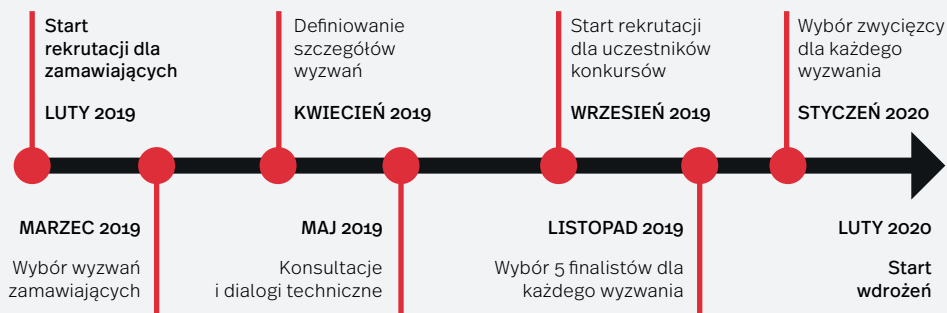 Start
rekrutacji dla
zamawiających
LUTY 2019
Definiowanie
szczegółów
wyzwań
KWIECIEŃ 2019
Start rekrutacji
dla uczestników
konkursów
WRZESIEŃ 2019
Wybór zwycięzcy
dla każdego
wyzwania
STYCZEŃ 2020
MARZEC 2019
Wybór wyzwań
zamawiających
MAJ 2019
Konsultacje
i dialogi techniczne
LISTOPAD 2019
Wybór 5 finalistów dla
każdego wyzwania
LUTY 2020
Start
wdrożeń